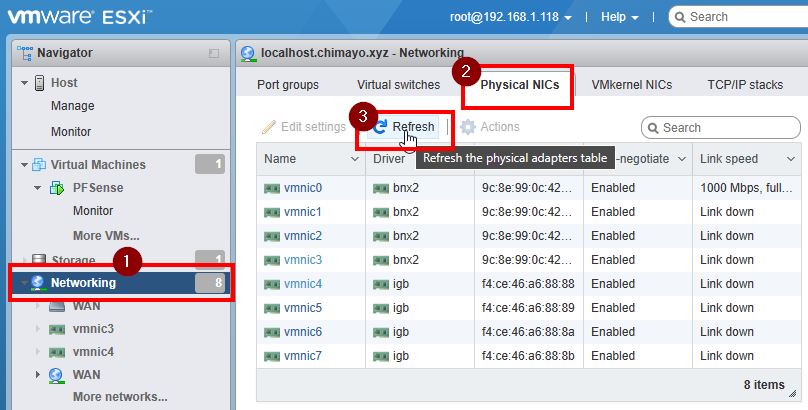 vmware ESXi™
root@192.168.1.118 | Help | Search
Navigator
Host
Manage
Monitor
Virtual Machines 1
PFSense
Monitor
More VMs...
Storage 1
1
Networking 8
WAN
vmnic3
vmnic4
WAN
More networks...
localhost.chimayo.xyz - Networking
2
Port groups Virtual switches Physical NICs VMkernel NICs TCP/IP stacks
3
Edit settings Refresh Actions Search
Refresh the physical adapters table
Name Driver -negotiate Link speed
vmnic0 bnx2 9c:8e:99:0c:42... Enabled 1000 Mbps, full...
vmnic1 bnx2 9c:8e:99:0c:42... Enabled Link down
vmnic2 bnx2 9c:8e:99:0c:42... Enabled Link down
vmnic3 bnx2 9c:8e:99:0c:42... Enabled Link down
vmnic4 igb f4:ce:46:a6:88:88 Enabled Link down
vmnic5 igb f4:ce:46:a6:88:89 Enabled Link down
vmnic6 igb f4:ce:46:a6:88:8a Enabled Link down
vmnic7 igb f4:ce:46:a6:88:8b Enabled Link down
8 items